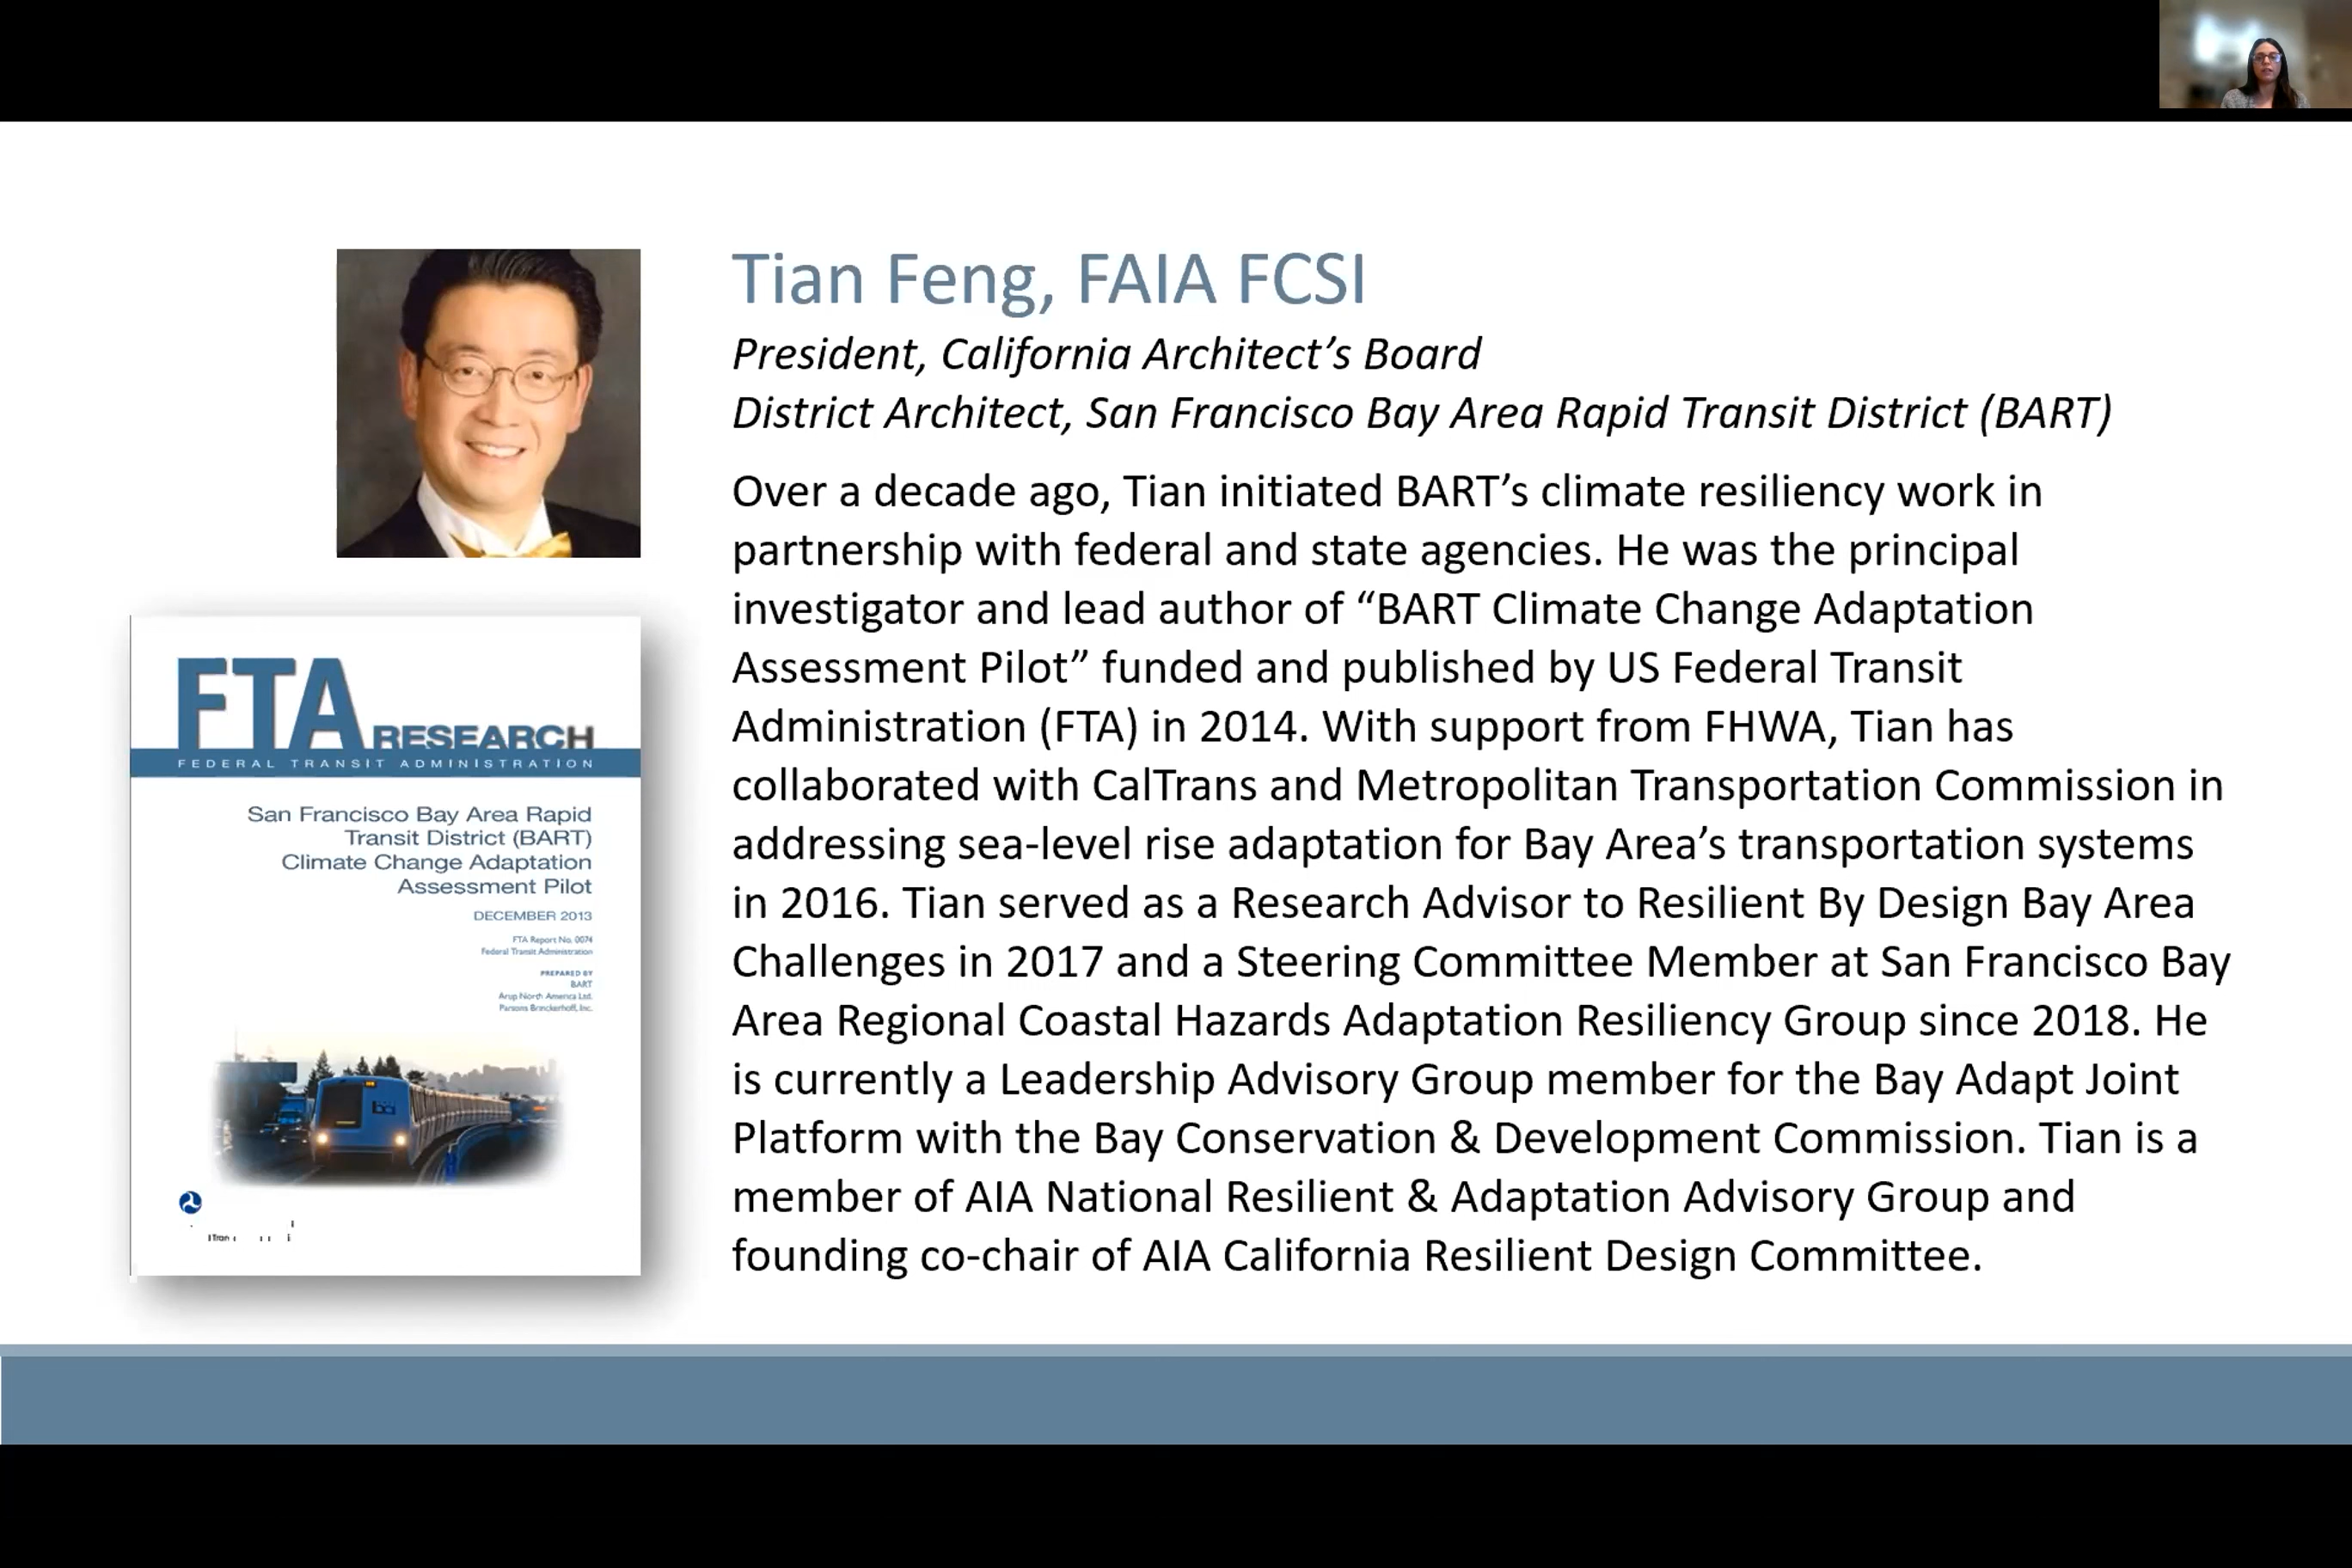 Tian Feng, FAIA FCSI
President, California Architect’s Board
District Architect, San Francisco Bay Area Rapid Transit District (BART)
Over a decade ago, Tian initiated BART’s climate resiliency work in
partnership with federal and state agencies. He was the principal
investigator and lead author of “BART Climate Change Adaptation
Assessment Pilot” funded and published by US Federal Transit
Administration (FTA) in 2014. With support from FHWA, Tian has
collaborated with CalTrans and Metropolitan Transportation Commission in
addressing sea-level rise adaptation for Bay Area’s transportation systems
in 2016. Tian served as a Research Advisor to Resilient By Design Bay Area
Challenges in 2017 and a Steering Committee Member at San Francisco Bay
Area Regional Coastal Hazards Adaptation Resiliency Group since 2018. He
is currently a Leadership Advisory Group member for the Bay Adapt Joint
Platform with the Bay Conservation & Development Commission. Tian is a
member of AIA National Resilient & Adaptation Advisory Group and
founding co-chair of AIA California Resilient Design Committee.
FTA RESEARCH
FEDERAL TRANSIT ADMINISTRATION
San Francisco Bay Area Rapid
Transit District (BART)
Climate Change Adaptation
Assessment Pilot
DECEMBER 2013
FTA Report No. 0074
Federal Transit Administration
PREPARED BY
BART
Arup North America Ltd.
Parsons Brinckerhoff, Inc.